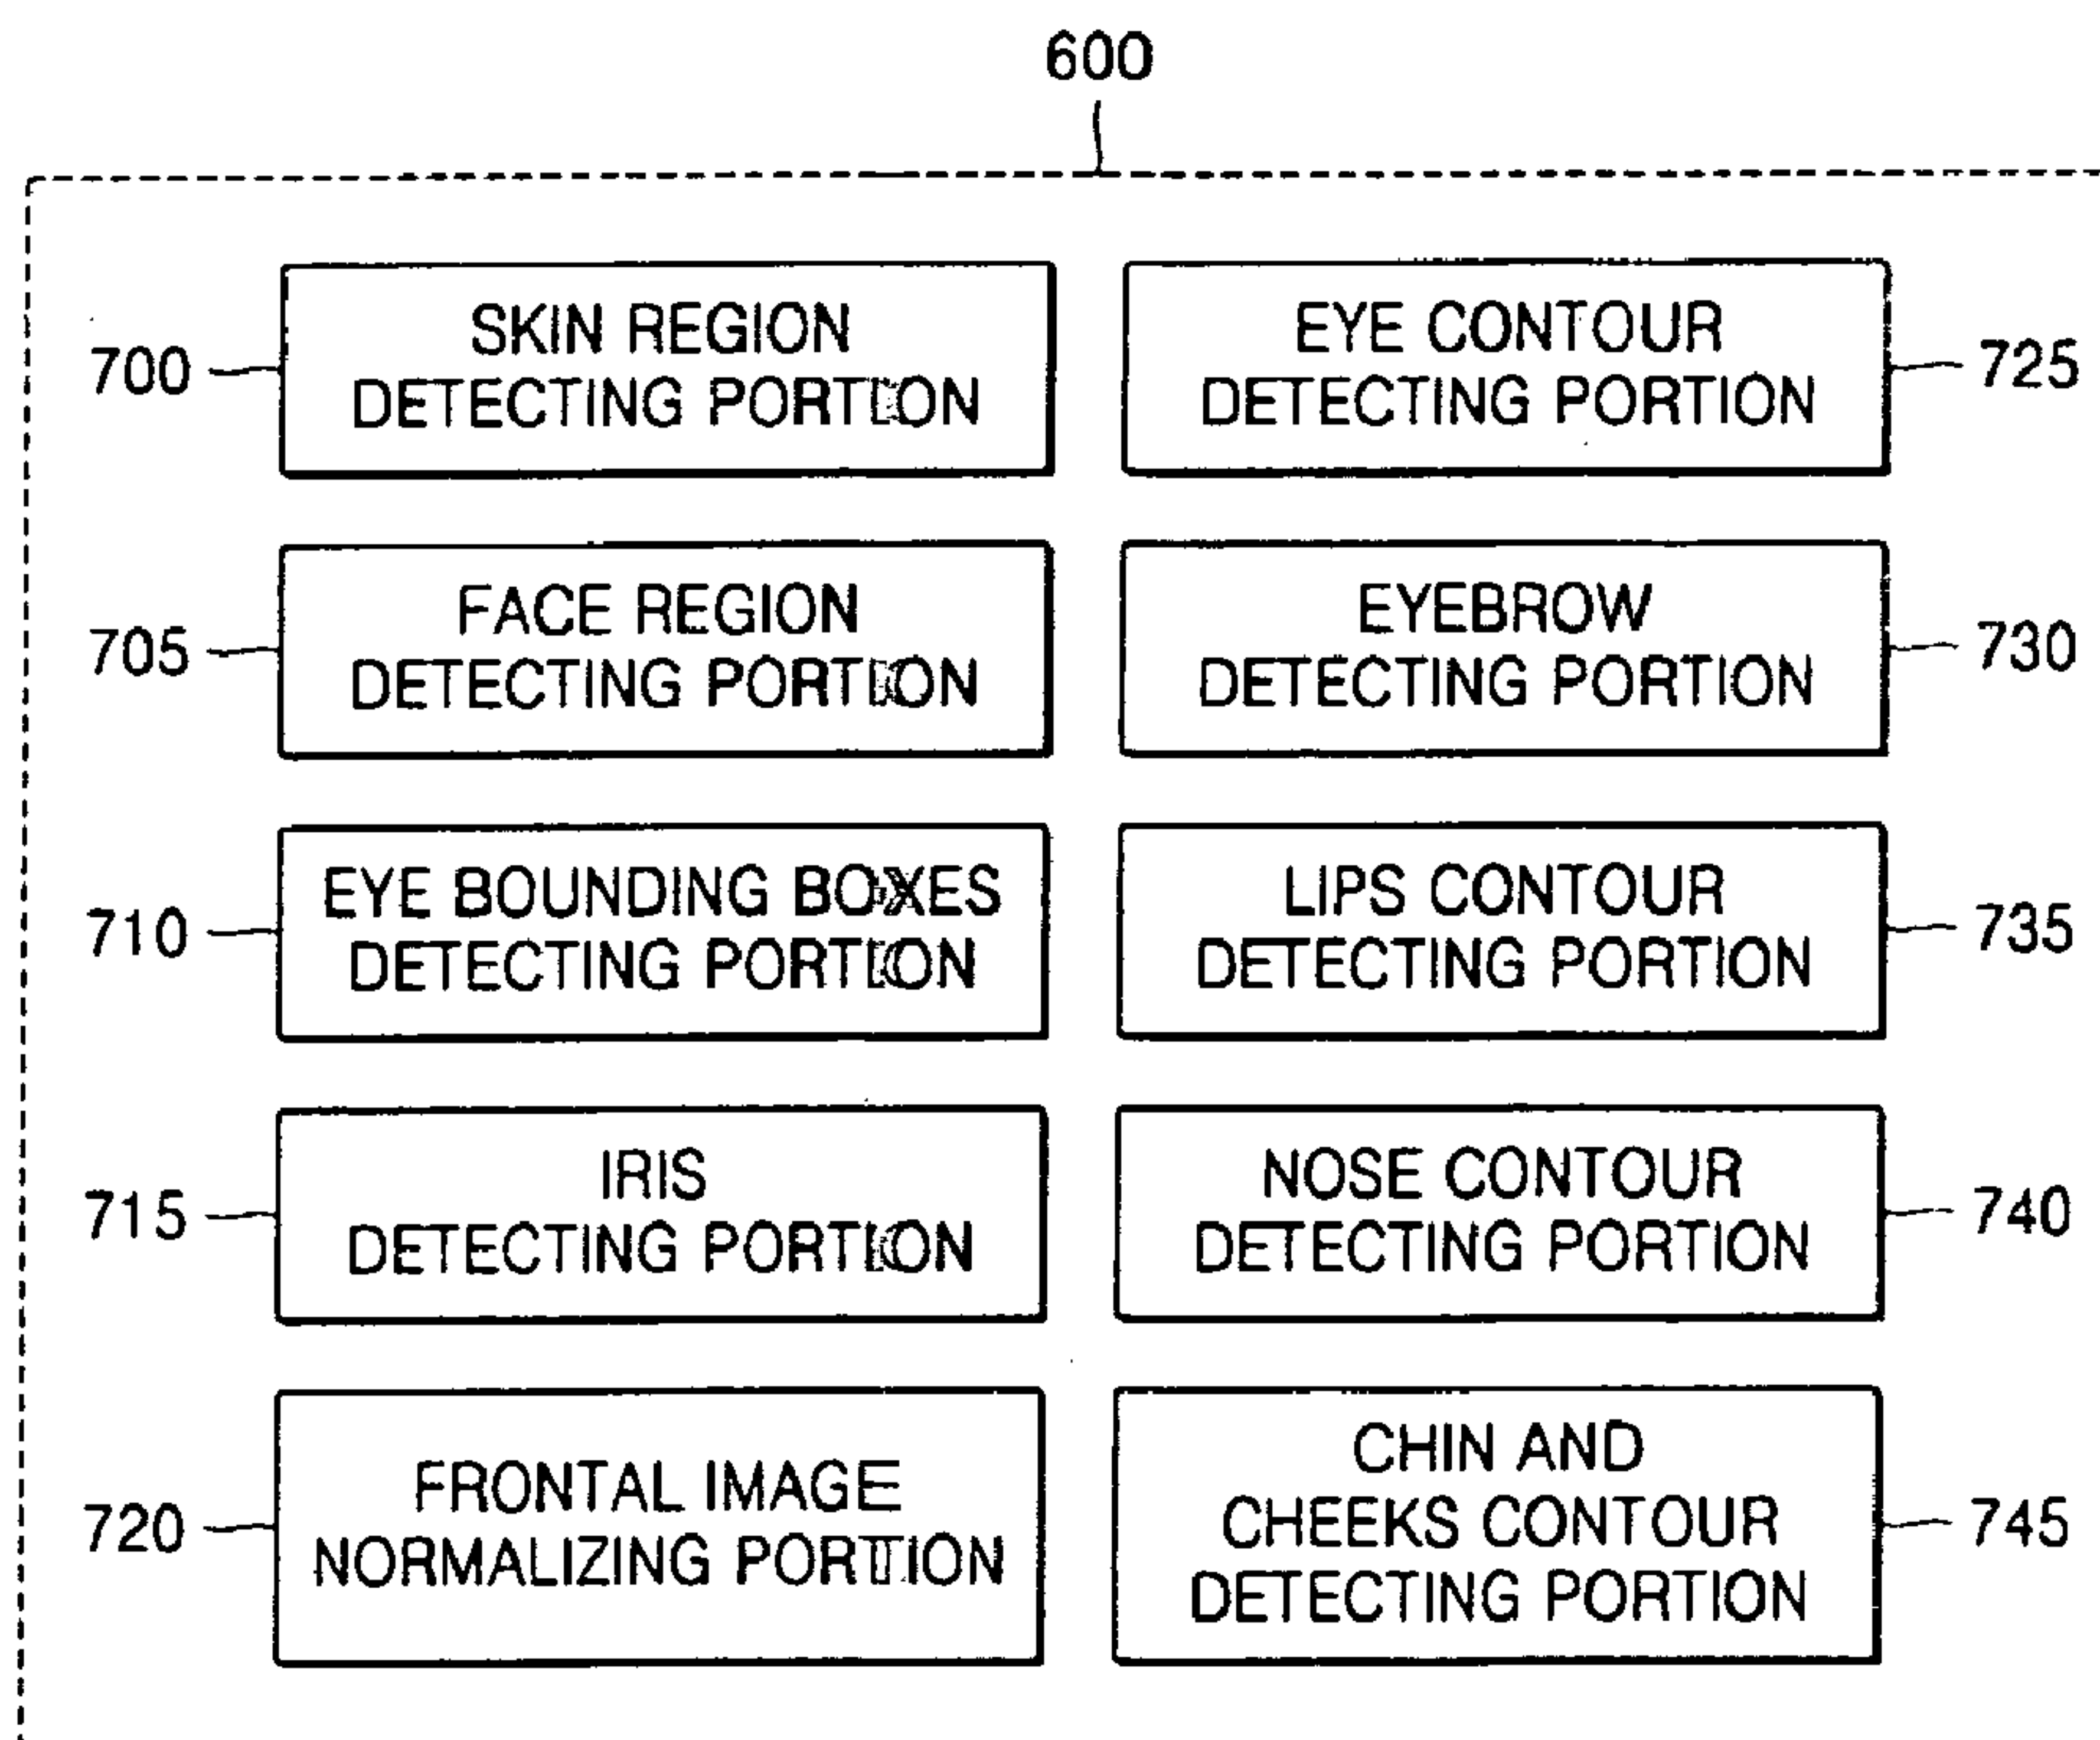 600
700
SKIN REGION
DETECTING PORTION
705
FACE REGION
DETECTING PORTION
710
EYE BOUNDING BOXES
DETECTING PORTION
715
IRIS
DETECTING PORTION
720
FRONTAL IMAGE
NORMALIZING PORTION
EYE CONTOUR
DETECTING PORTION
725
EYEBROW
DETECTING PORTION
730
LIPS CONTOUR
DETECTING PORTION
735
NOSE CONTOUR
DETECTING PORTION
740
CHIN AND
CHEEKS CONTOUR
DETECTING PORTION
745